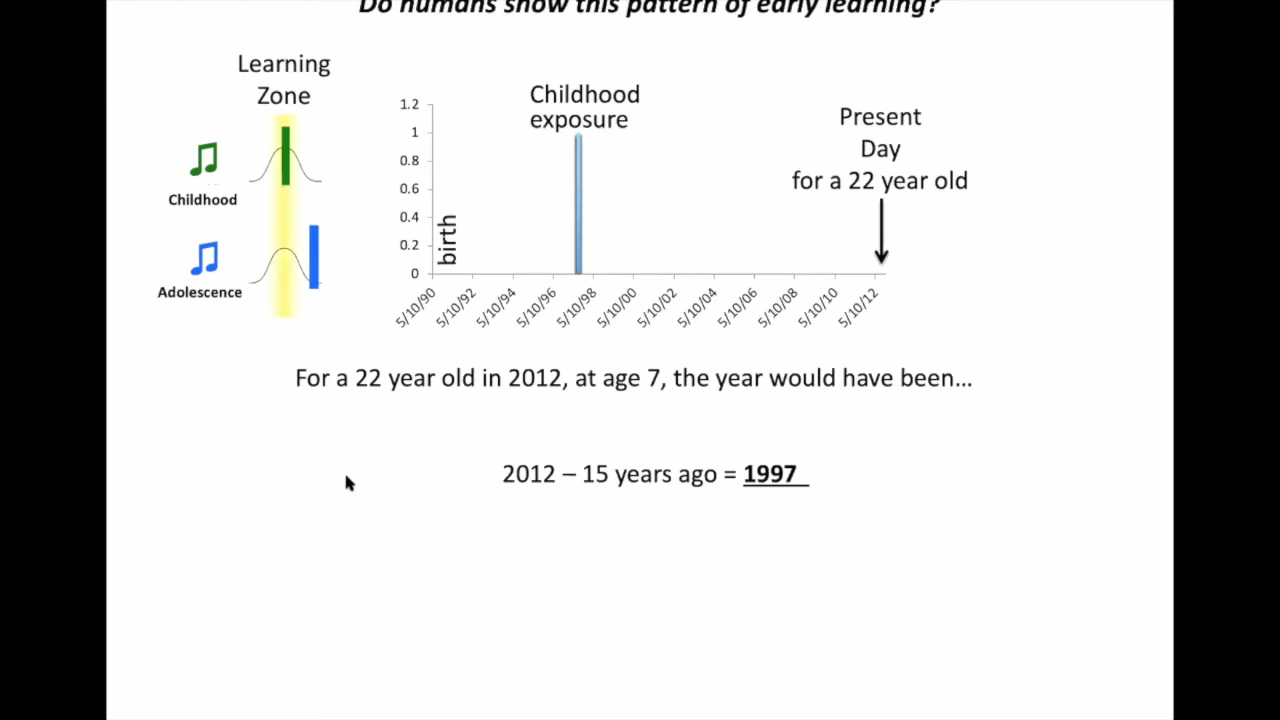 Do humans show this pattern of early learning?
Learning
Zone
Childhood
Adolescence
Childhood
exposure
Present
Day
for a 22 year old
1.2
1
0.8
0.6
0.4
0.2
0
birth
5/10/90
5/10/92
5/10/94
5/10/96
5/10/98
5/10/00
5/10/02
5/10/04
5/10/06
5/10/08
5/10/10
5/10/12
For a 22 year old in 2012, at age 7, the year would have been…
2012 – 15 years ago = 1997